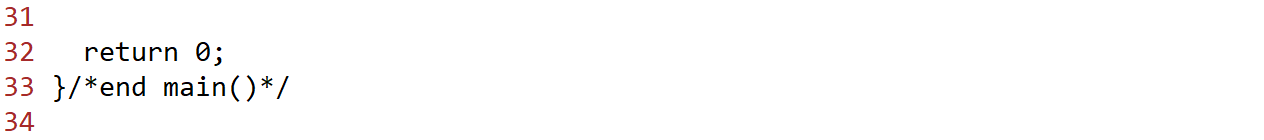 31
32   return 0;
33 }/*end main()*/
34